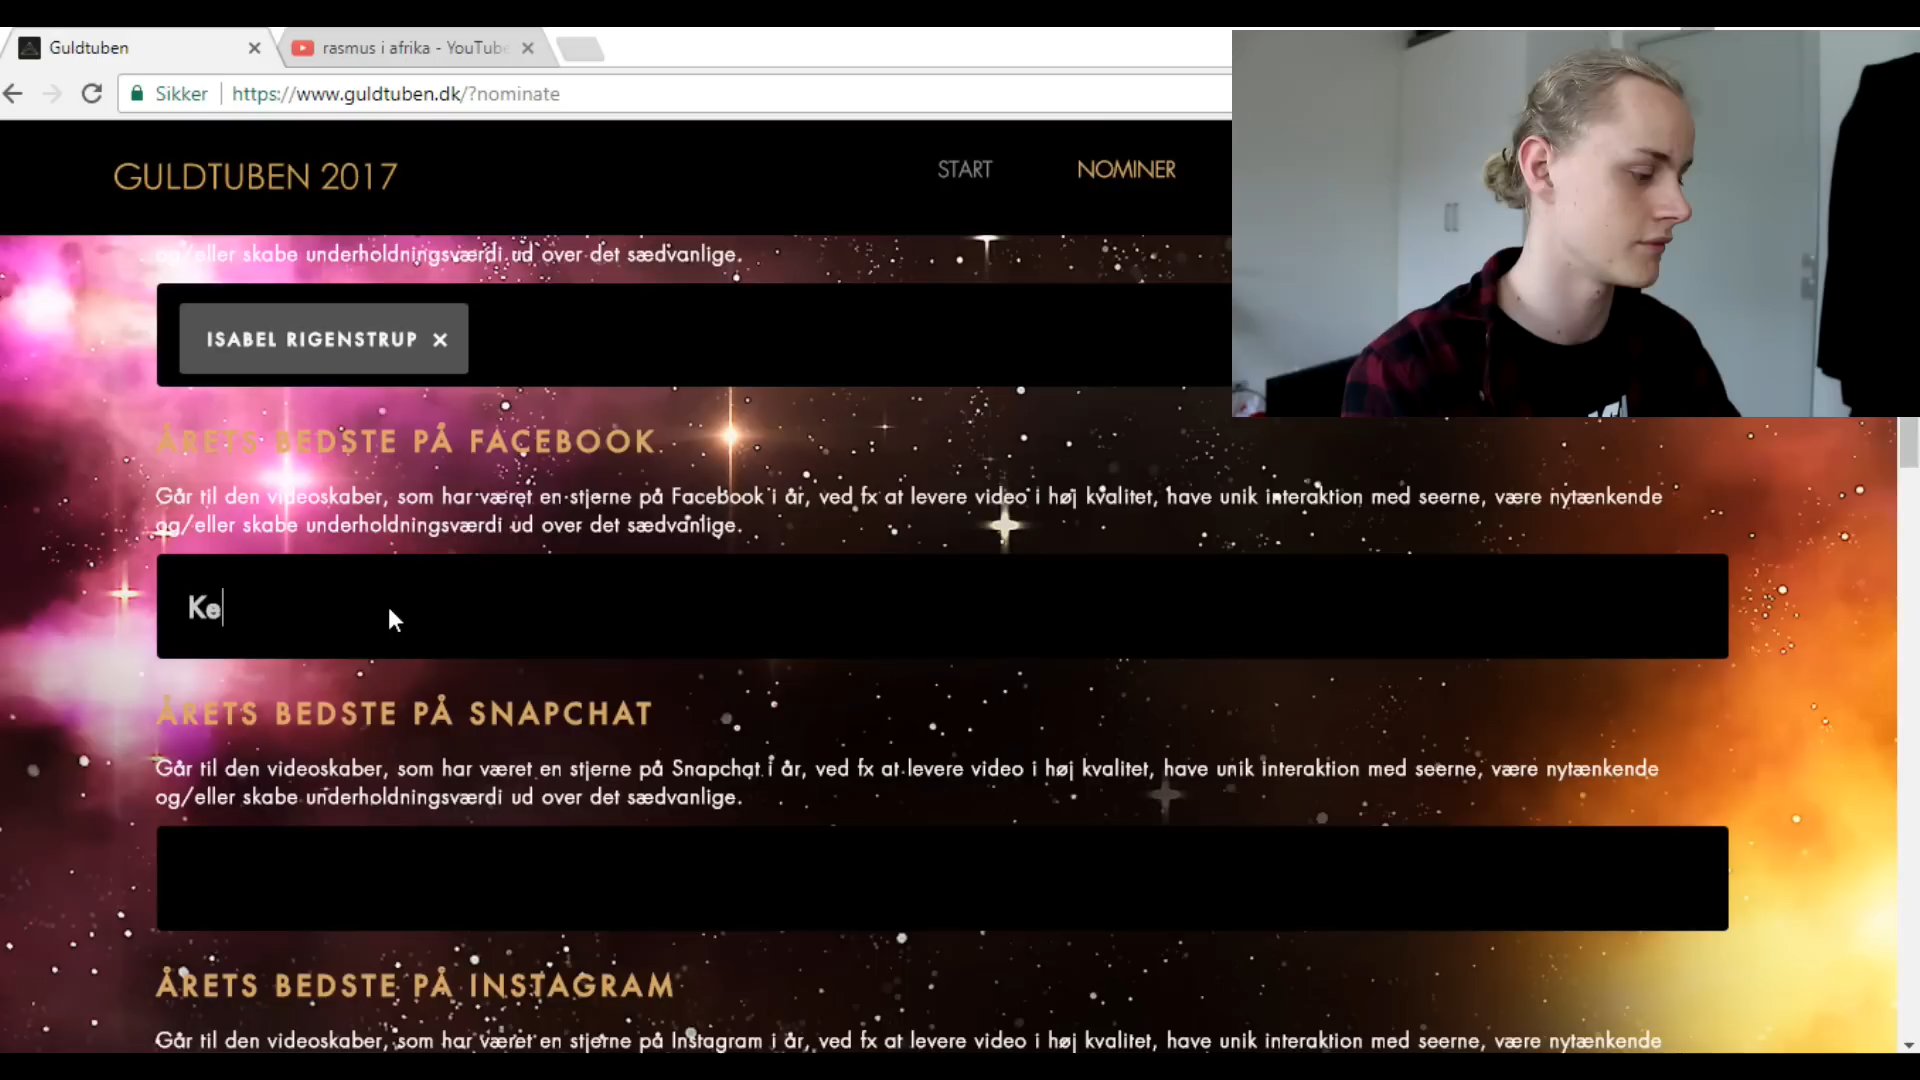 Guldtuben
rasmus i afrika - YouTube
Sikker
https://www.guldtuben.dk/?nominate
GULDTUBEN 2017
START
NOMINER
og/eller skabe underholdningsværdi ud over det sædvanlige.
ISABEL RIGENSTRUP ×
ÅRETS BEDSTE PÅ FACEBOOK
Går til den videoskaber, som har været en stjerne på Facebook i år, ved fx at levere video i høj kvalitet, have unik interaktion med seerne, være nytænkende
og/eller skabe underholdningsværdi ud over det sædvanlige.
Ke
ÅRETS BEDSTE PÅ SNAPCHAT
Går til den videoskaber, som har været en stjerne på Snapchat i år, ved fx at levere video i høj kvalitet, have unik interaktion med seerne, være nytænkende
og/eller skabe underholdningsværdi ud over det sædvanlige.
ÅRETS BEDSTE PÅ INSTAGRAM
Går til den videoskaber, som har været en stjerne på Instagram i år, ved fx at levere video i høj kvalitet, have unik interaktion med seerne, være nytænkende